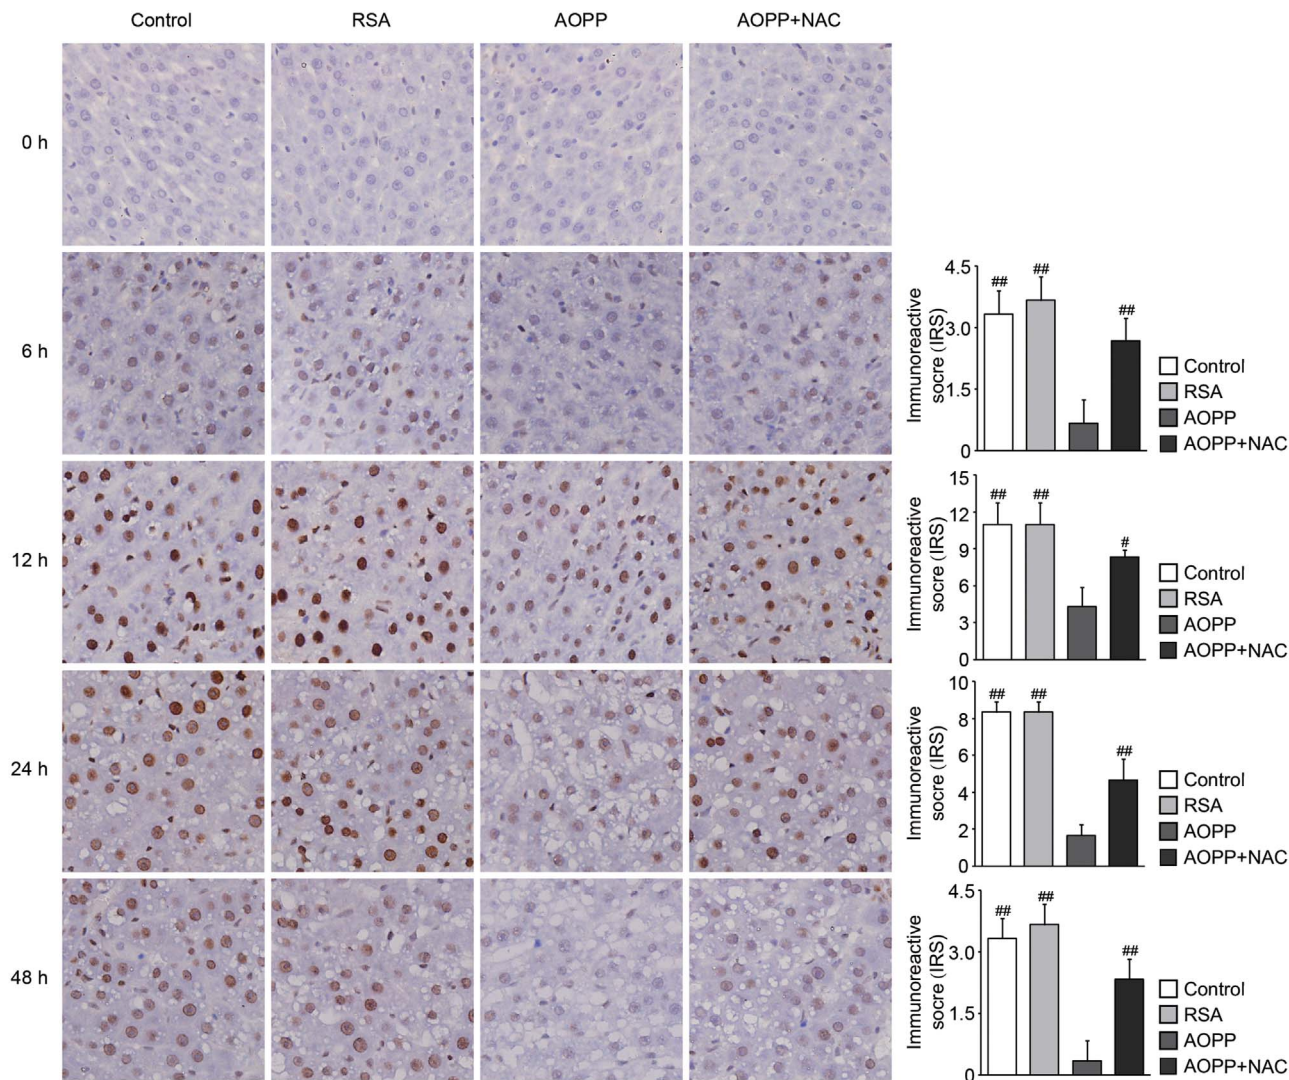 Control RSA AOPP AOPP+NAC
0 h
6 h
Immunoreactive
socre (IRS)
4.5
3.0
1.5
0
## ## ##
Control
RSA
AOPP
AOPP+NAC
12 h
Immunoreactive
socre (IRS)
15
12
9
6
3
0
## ## #
Control
RSA
AOPP
AOPP+NAC
24 h
Immunoreactive
socre (IRS)
10
8
6
4
2
0
## ## ##
Control
RSA
AOPP
AOPP+NAC
48 h
Immunoreactive
socre (IRS)
4.5
3.0
1.5
0
## ## ##
Control
RSA
AOPP
AOPP+NAC